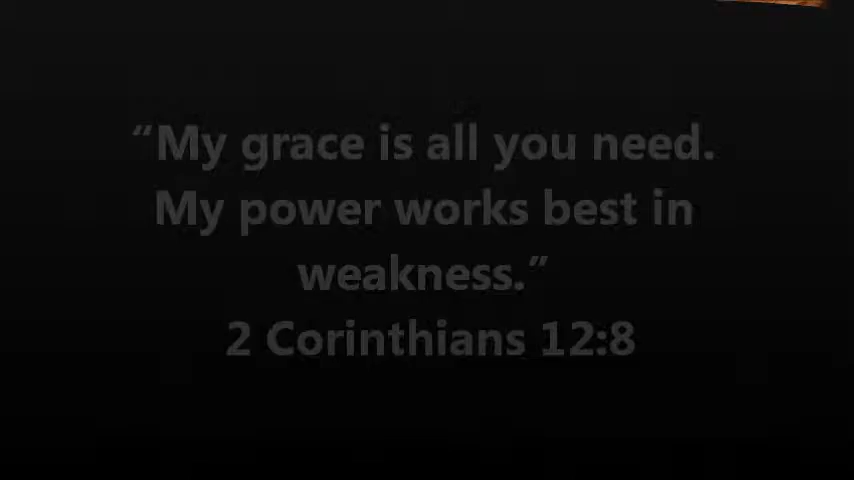 “My grace is all you need.
My power works best in
weakness.”
2 Corinthians 12:8